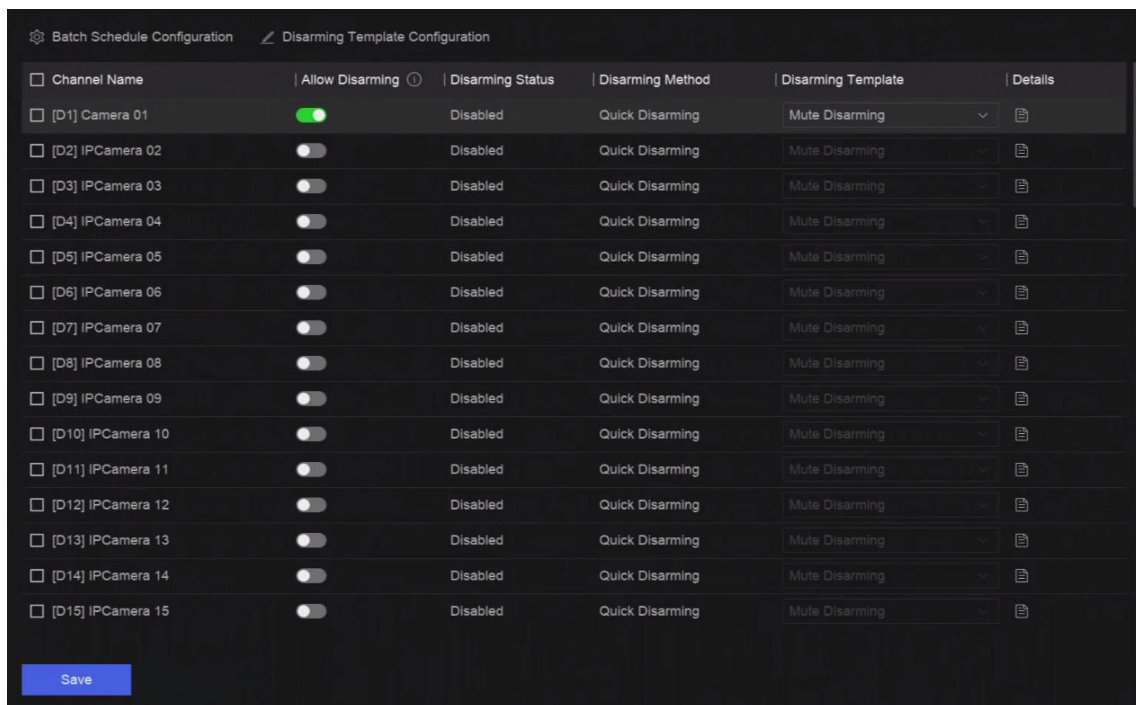 Batch Schedule Configuration Disarming Template Configuration
Channel Name Allow Disarming Disarming Status Disarming Method Disarming Template Details
[D1] Camera 01 Disabled Quick Disarming Mute Disarming
[D2] IPCamera 02 Disabled Quick Disarming Mute Disarming
[D3] IPCamera 03 Disabled Quick Disarming Mute Disarming
[D4] IPCamera 04 Disabled Quick Disarming Mute Disarming
[D5] IPCamera 05 Disabled Quick Disarming Mute Disarming
[D6] IPCamera 06 Disabled Quick Disarming Mute Disarming
[D7] IPCamera 07 Disabled Quick Disarming Mute Disarming
[D8] IPCamera 08 Disabled Quick Disarming Mute Disarming
[D9] IPCamera 09 Disabled Quick Disarming Mute Disarming
[D10] IPCamera 10 Disabled Quick Disarming Mute Disarming
[D11] IPCamera 11 Disabled Quick Disarming Mute Disarming
[D12] IPCamera 12 Disabled Quick Disarming Mute Disarming
[D13] IPCamera 13 Disabled Quick Disarming Mute Disarming
[D14] IPCamera 14 Disabled Quick Disarming Mute Disarming
[D15] IPCamera 15 Disabled Quick Disarming Mute Disarming
Save